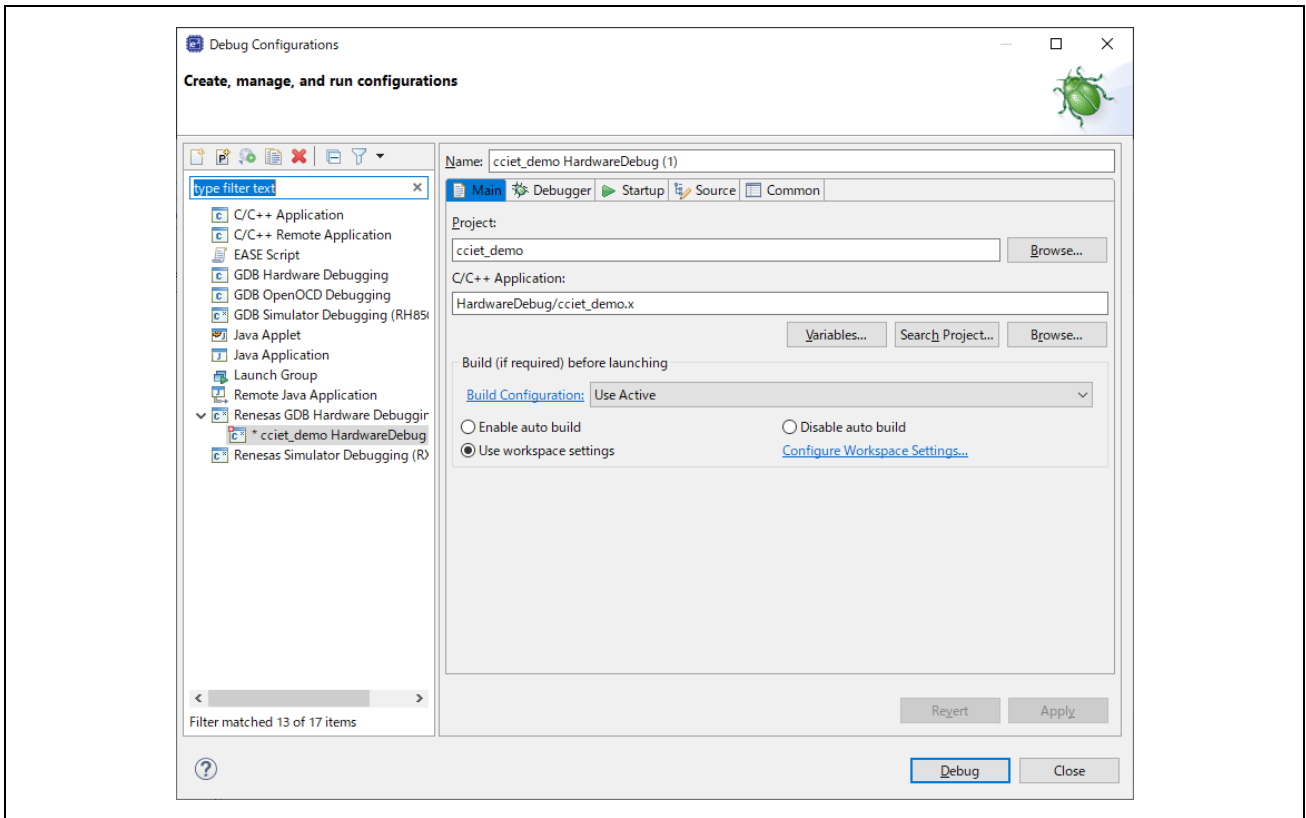 Debug Configurations
Create, manage, and run configurations
type filter text
C/C++ Application
C/C++ Remote Application
EASE Script
GDB Hardware Debugging
GDB OpenOCD Debugging
GDB Simulator Debugging (RH85
Java Applet
Java Application
Launch Group
Remote Java Application
Renesas GDB Hardware Debuggin
* cciet_demo HardwareDebug
Renesas Simulator Debugging (RX
Filter matched 13 of 17 items
Name: cciet_demo HardwareDebug (1)
Main Debugger Startup Source Common
Project:
cciet_demo Browse...
C/C++ Application:
HardwareDebug/cciet_demo.x
Variables... Search Project... Browse...
Build (if required) before launching
Build Configuration: Use Active
Enable auto build Disable auto build
Use workspace settings Configure Workspace Settings...
Revert Apply
Debug Close